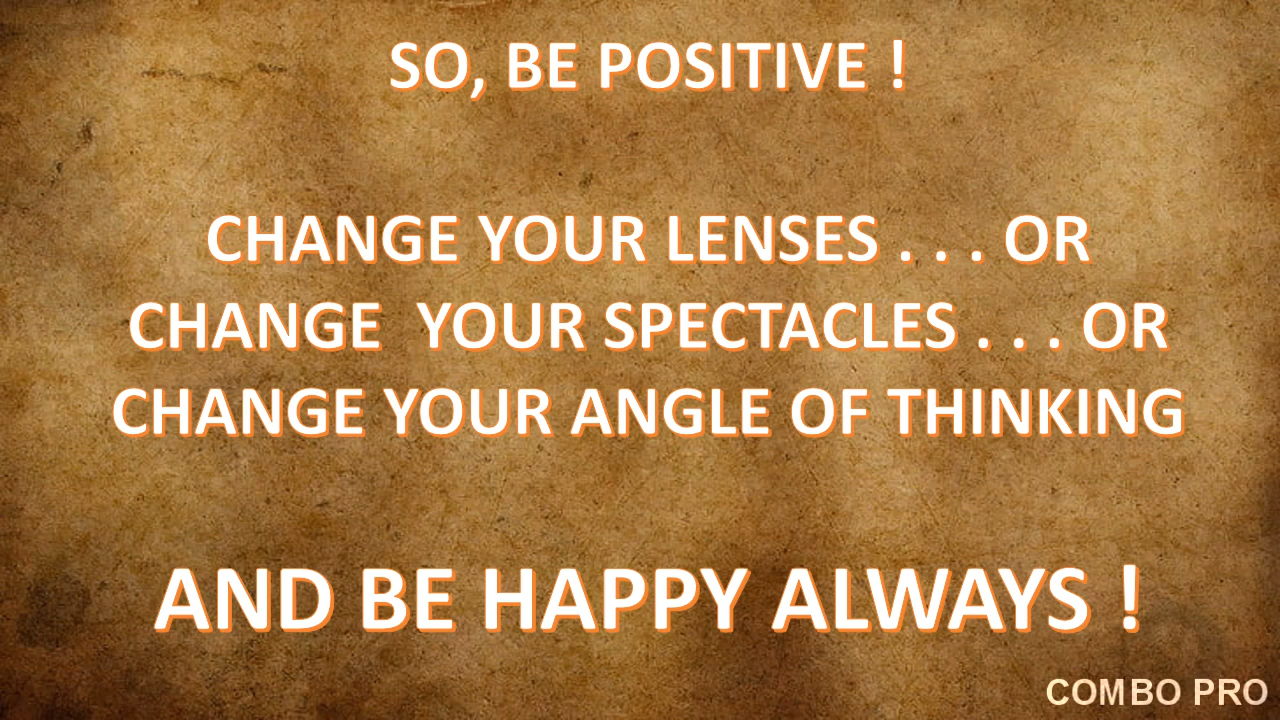 SO, BE POSITIVE !
CHANGE YOUR LENSES . . . OR
CHANGE  YOUR SPECTACLES . . . OR
CHANGE YOUR ANGLE OF THINKING
AND BE HAPPY ALWAYS !
COMBO PRO